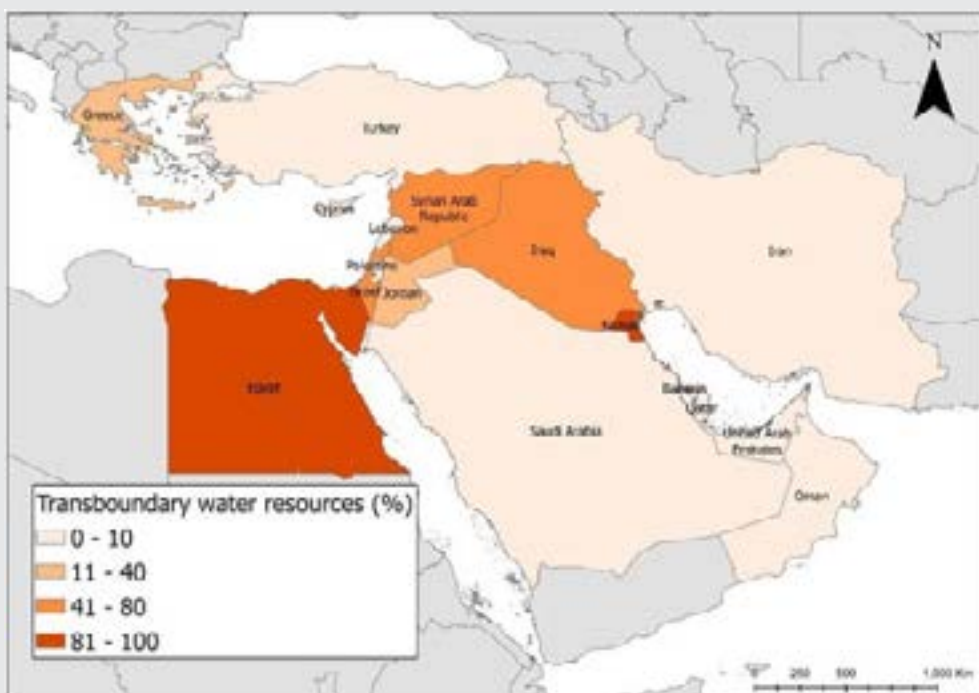 N
Greece
Turkey
Cyprus
Syrian Arab
Republic
Lebanon
Iraq
Iran
Palestine
Israel
Jordan
Kuwait
EGYPT
Bahrain
Qatar
Saudi Arabia
United Arab
Emirates
Oman
Transboundary water resources (%)
0 - 10
11 - 40
41 - 80
81 - 100
0
250
500
1,000 Km